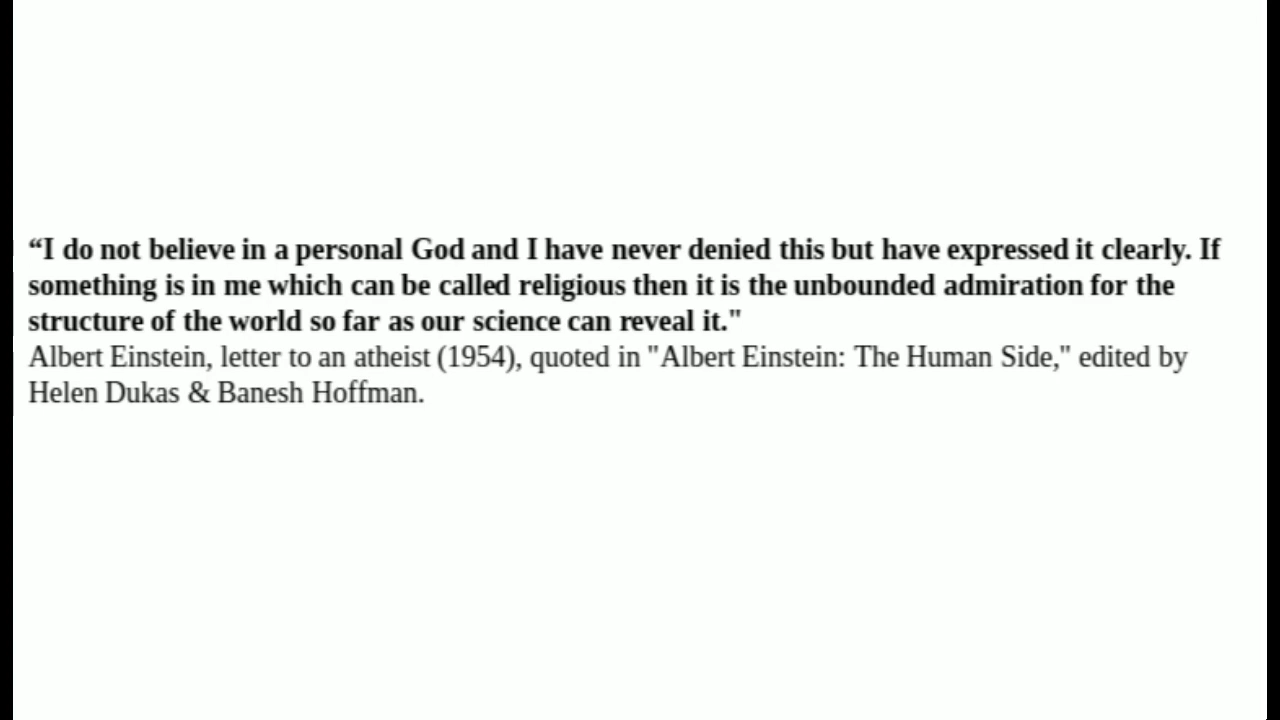 “I do not believe in a personal God and I have never denied this but have expressed it clearly. If
something is in me which can be called religious then it is the unbounded admiration for the
structure of the world so far as our science can reveal it."
Albert Einstein, letter to an atheist (1954), quoted in "Albert Einstein: The Human Side," edited by
Helen Dukas & Banesh Hoffman.